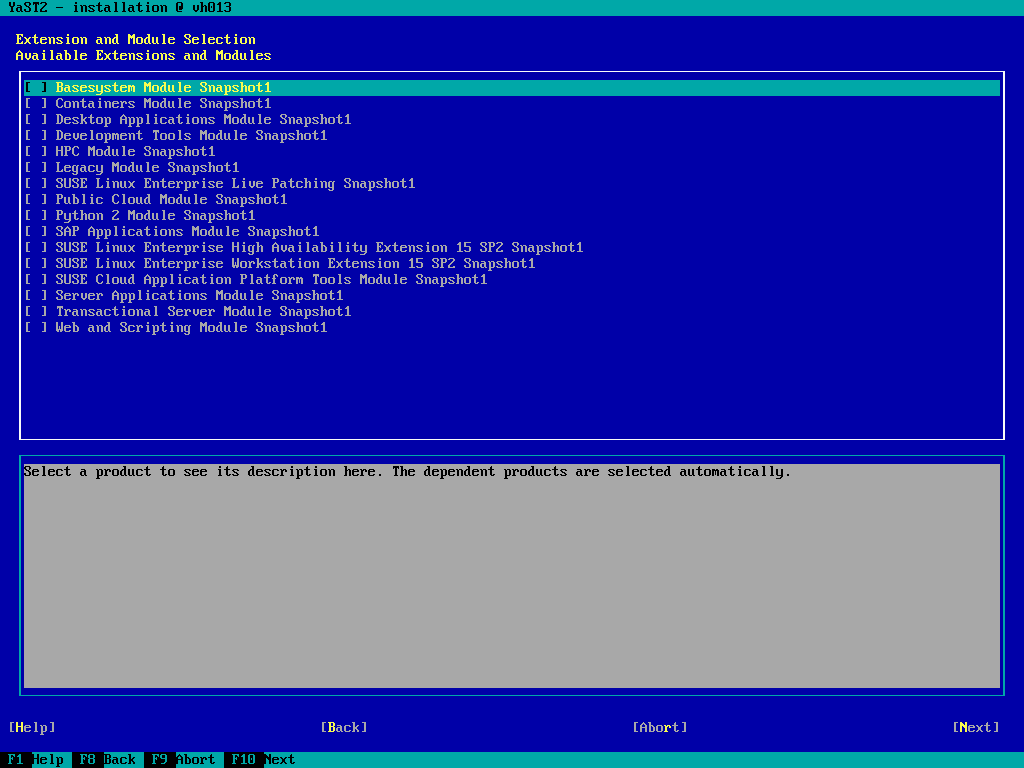 YaST2 - installation @ vh013
Extension and Module Selection
Available Extensions and Modules
[ ] Basesystem Module Snapshot1
[ ] Containers Module Snapshot1
[ ] Desktop Applications Module Snapshot1
[ ] Development Tools Module Snapshot1
[ ] HPC Module Snapshot1
[ ] Legacy Module Snapshot1
[ ] SUSE Linux Enterprise Live Patching Snapshot1
[ ] Public Cloud Module Snapshot1
[ ] Python 2 Module Snapshot1
[ ] SAP Applications Module Snapshot1
[ ] SUSE Linux Enterprise High Availability Extension 15 SP2 Snapshot1
[ ] SUSE Linux Enterprise Workstation Extension 15 SP2 Snapshot1
[ ] SUSE Cloud Application Platform Tools Module Snapshot1
[ ] Server Applications Module Snapshot1
[ ] Transactional Server Module Snapshot1
[ ] Web and Scripting Module Snapshot1
Select a product to see its description here. The dependent products are selected automatically.
[Help] [Back] [Abort] [Next]
F1 Help F8 Back F9 Abort F10 Next